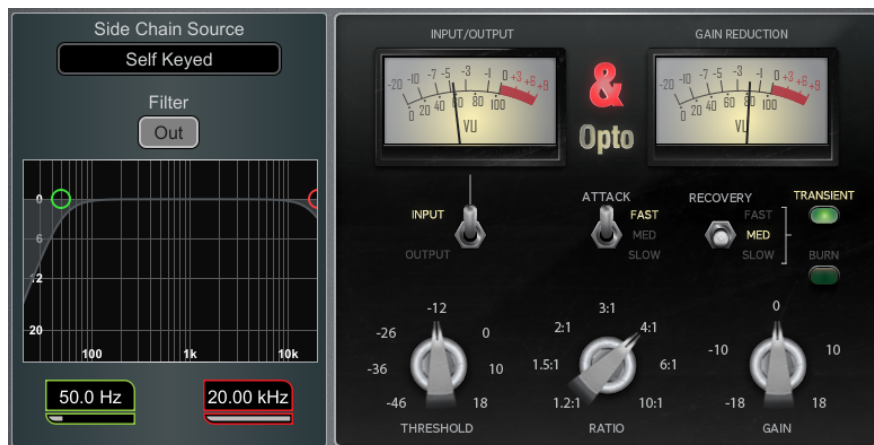 Side Chain Source
Self Keyed
Filter
Out
0
6
12
20
100
1k
10k
50.0 Hz
20.00 kHz
INPUT/OUTPUT
-20 -10 -7 -5 -3 -1 0 +3 +6 +9
0 20 40 60 80 100
VU
&
Opto
GAIN REDUCTION
-20 -10 -7 -5 -3 -1 0 +3 +6 +9
0 20 40 60 80 100
VU
INPUT
OUTPUT
ATTACK
FAST
MED
SLOW
RECOVERY
FAST
MED
SLOW
TRANSIENT
BURN
-46 -36 -26 -12 0 10 18
THRESHOLD
1.2:1 1.5:1 2:1 3:1 4:1 6:1 10:1
RATIO
-18 -10 0 10 18
GAIN